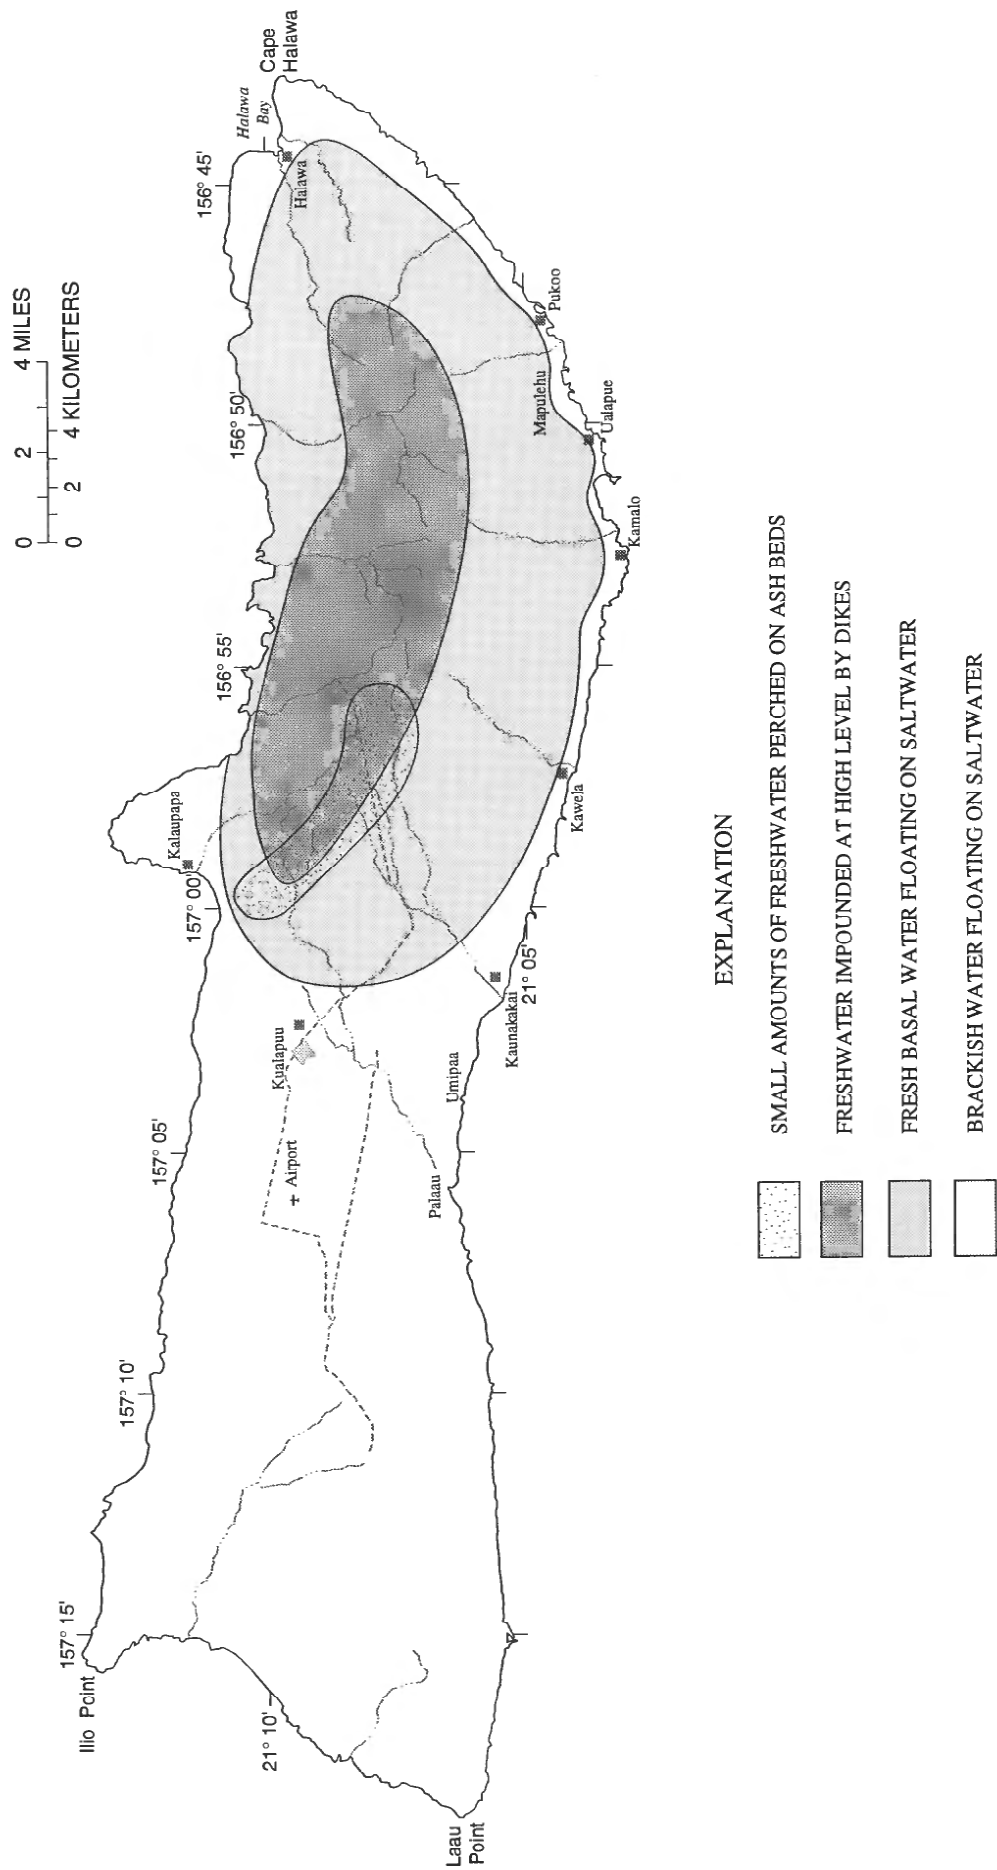 0 2 4 MILES
0 2 4 KILOMETERS
Cape
Halawa
Halawa
Bay
156° 45'
Halawa
156° 50'
156° 55'
Kalaupapa
157° 00'
157° 05'
157° 10'
157° 15'
Ilio Point
21° 10'
Laau
Point
Kualapuu
Airport
Palaau
Umipaa
Kaunakakai
21° 05'
Kawela
Kamalo
Ualapue
Mapulehu
Pukoo
EXPLANATION
SMALL AMOUNTS OF FRESHWATER PERCHED ON ASH BEDS
FRESHWATER IMPOUNDED AT HIGH LEVEL BY DIKES
FRESH BASAL WATER FLOATING ON SALTWATER
BRACKISH WATER FLOATING ON SALTWATER